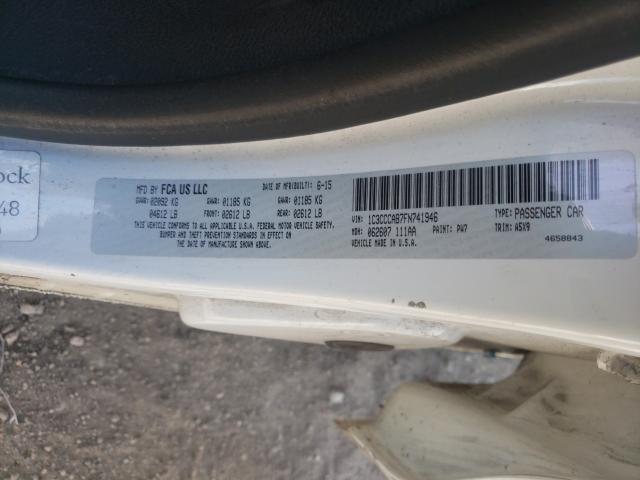 ock
48
MFD BY FCA US LLC DATE OF MFR(BUILT): 6-15
GVWR: 02092 KG GAWR: 01185 KG GAWR: 01185 KG
04612 LB FRONT: 02612 LB REAR: 02612 LB
THIS VEHICLE CONFORMS TO ALL APPLICABLE U.S.A. FEDERAL MOTOR VEHICLE SAFETY,
BUMPER AND THEFT PREVENTION STANDARDS IN EFFECT ON
THE DATE OF MANUFACTURE SHOWN ABOVE.
VIN: 1C3CCCAB7FN741946 TYPE: PASSENGER CAR
MDH: 062607 111AA PAINT: PW7 TRIM: A5X9
VEHICLE MADE IN U.S.A. 4658843